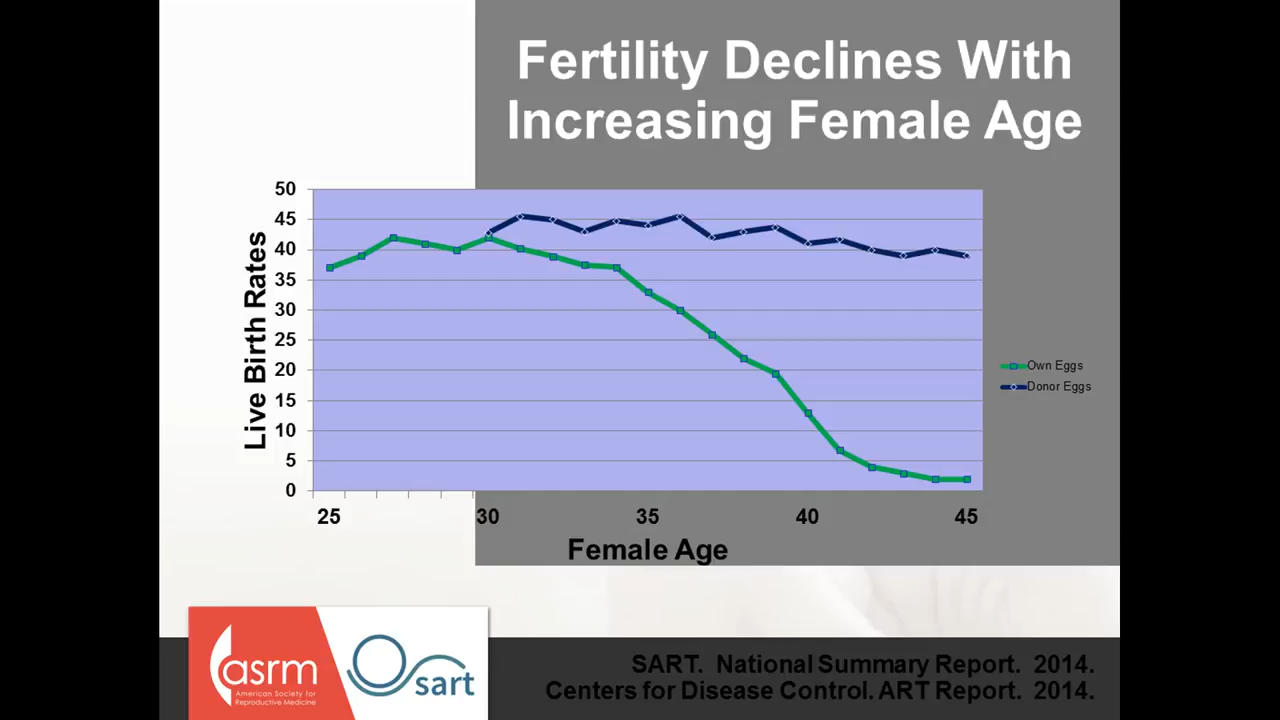 Fertility Declines With
Increasing Female Age
50
45
40
35
30
25
20
15
10
5
0
Live Birth Rates
25 30 35 40 45
Female Age
Own Eggs
Donor Eggs
asrm
American Society for
Reproductive Medicine
sart
SART. National Summary Report. 2014.
Centers for Disease Control. ART Report. 2014.